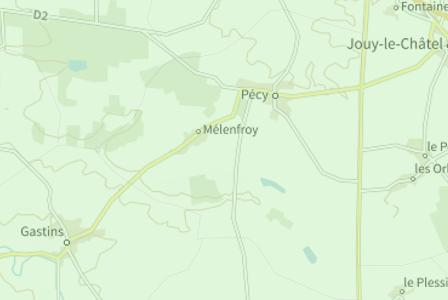 Fontaine
D2
Jouy-le-Châtel
Pécy
Mélenfroy
le P
les Orl
Gastins
le Plessi